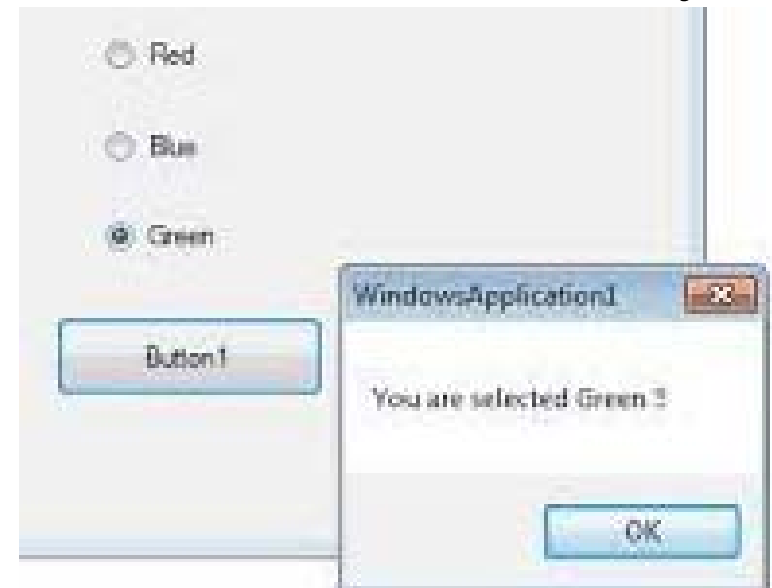 Red
Blue
Green
Button1
WindowsApplication1
You are selected Green !!
OK